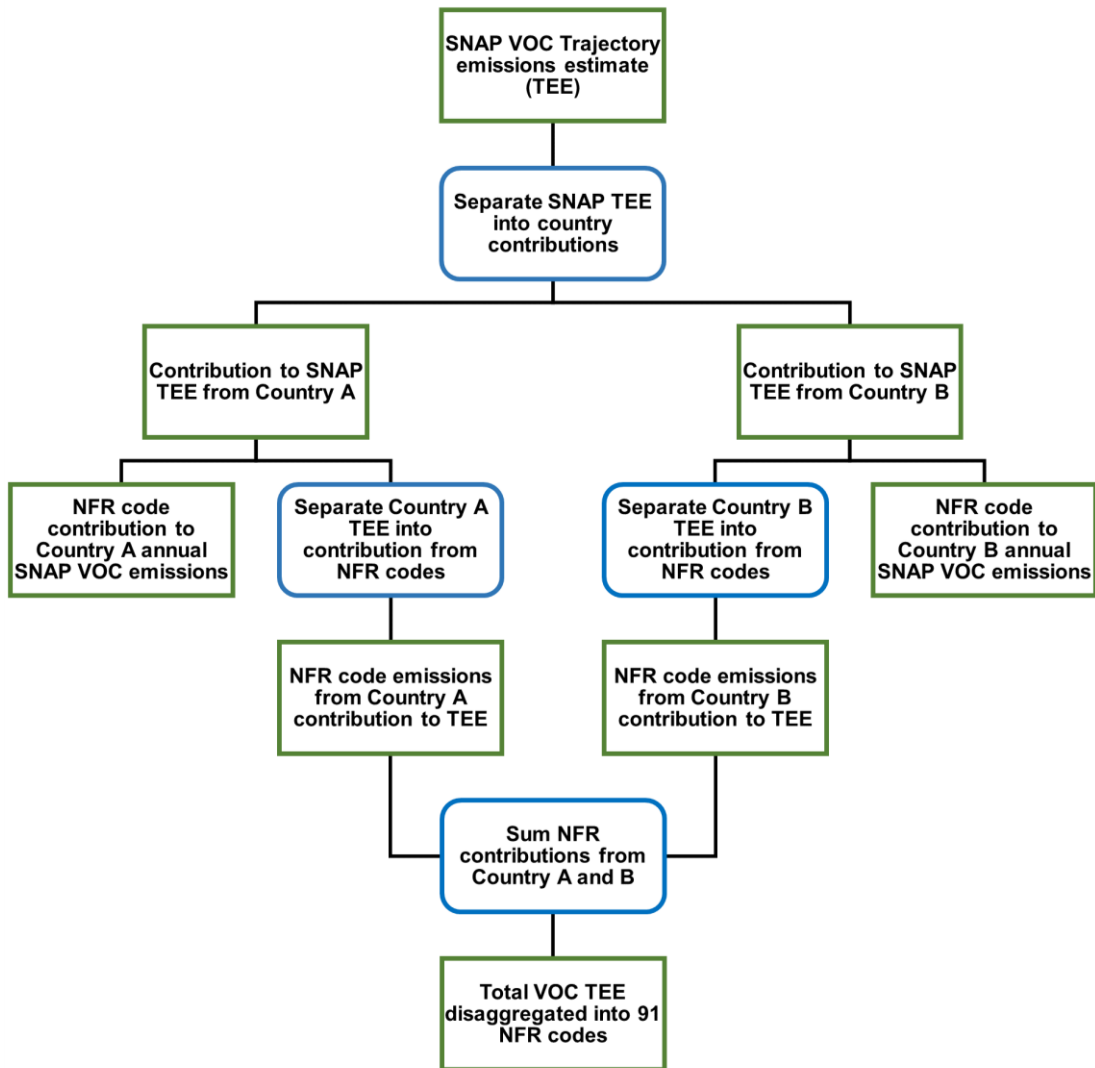 SNAP VOC Trajectory
emissions estimate
(TEE)
Separate SNAP TEE
into country
contributions
Contribution to SNAP
TEE from Country A
Contribution to SNAP
TEE from Country B
NFR code
contribution to
Country A annual
SNAP VOC emissions
Separate Country A
TEE into
contribution from
NFR codes
Separate Country B
TEE into
contribution from
NFR codes
NFR code
contribution to
Country B annual
SNAP VOC emissions
NFR code emissions
from Country A
contribution to TEE
NFR code emissions
from Country B
contribution to TEE
Sum NFR
contributions from
Country A and B
Total VOC TEE
disaggregated into 91
NFR codes